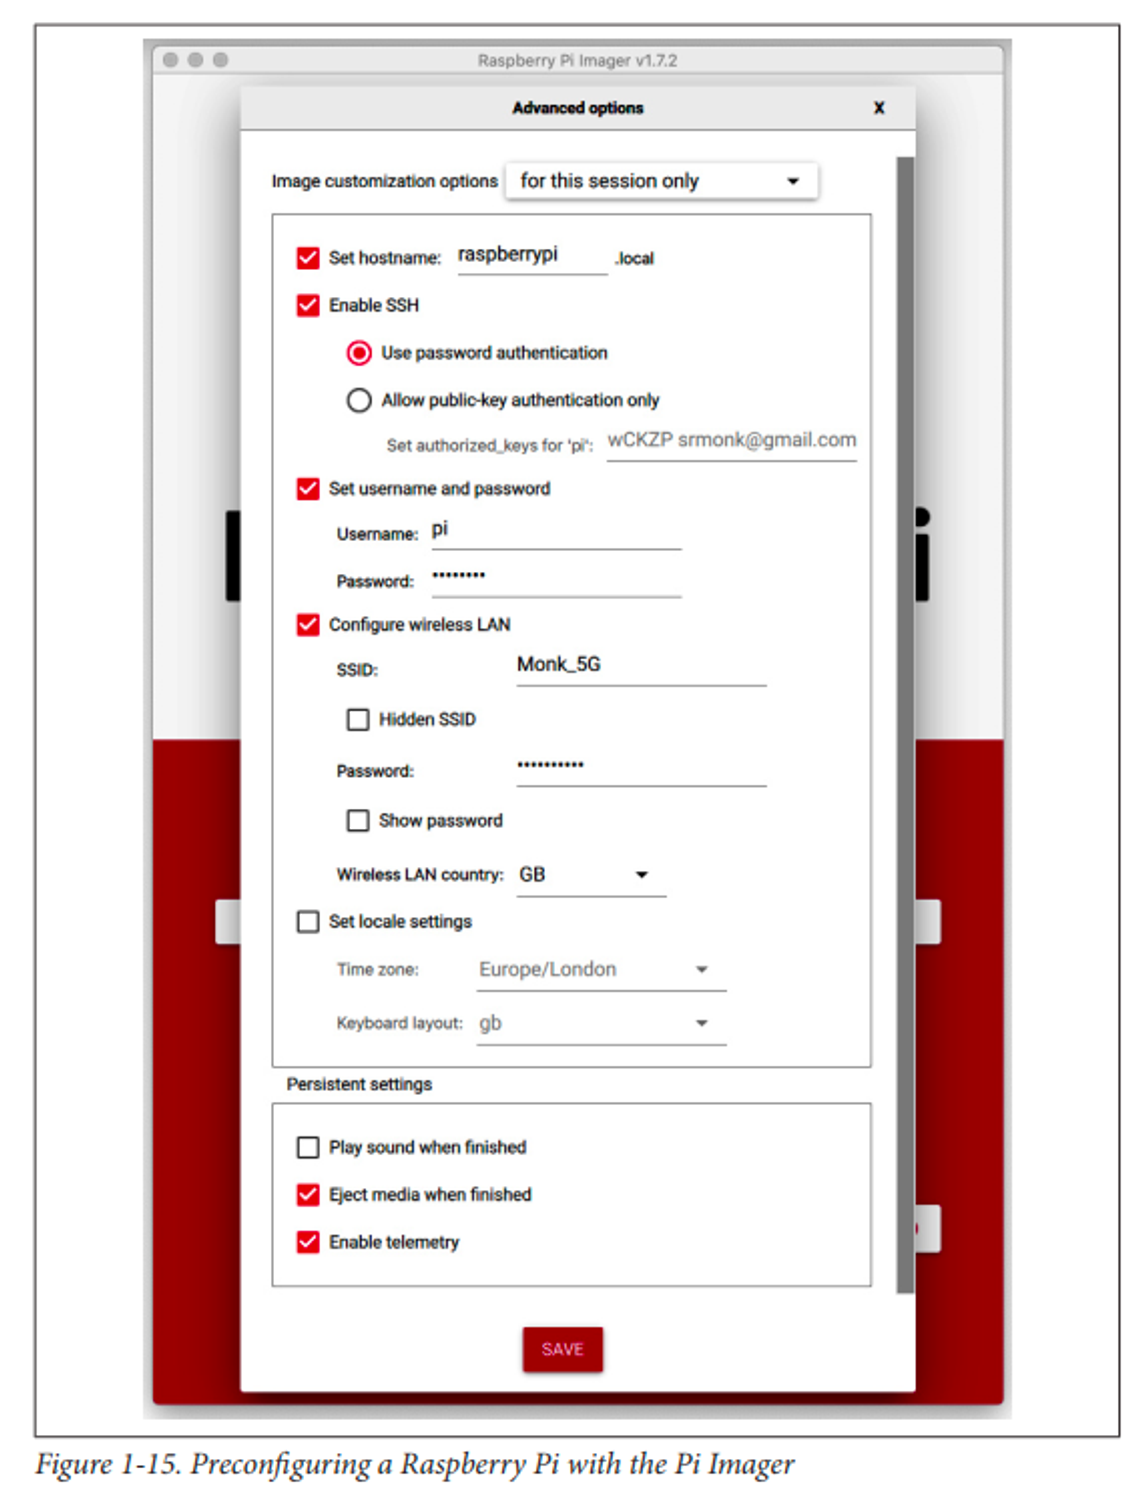 Raspberry Pi Imager v1.7.2
Advanced options X
Image customization options for this session only
Set hostname: raspberrypi .local
Enable SSH
Use password authentication
Allow public-key authentication only
Set authorized_keys for 'pi': wCKZP srmonk@gmail.com
Set username and password
Username: pi
Password: ••••••••
Configure wireless LAN
SSID: Monk_5G
Hidden SSID
Password: ••••••••••
Show password
Wireless LAN country: GB
Set locale settings
Time zone: Europe/London
Keyboard layout: gb
Persistent settings
Play sound when finished
Eject media when finished
Enable telemetry
SAVE
Figure 1-15. Preconfiguring a Raspberry Pi with the Pi Imager